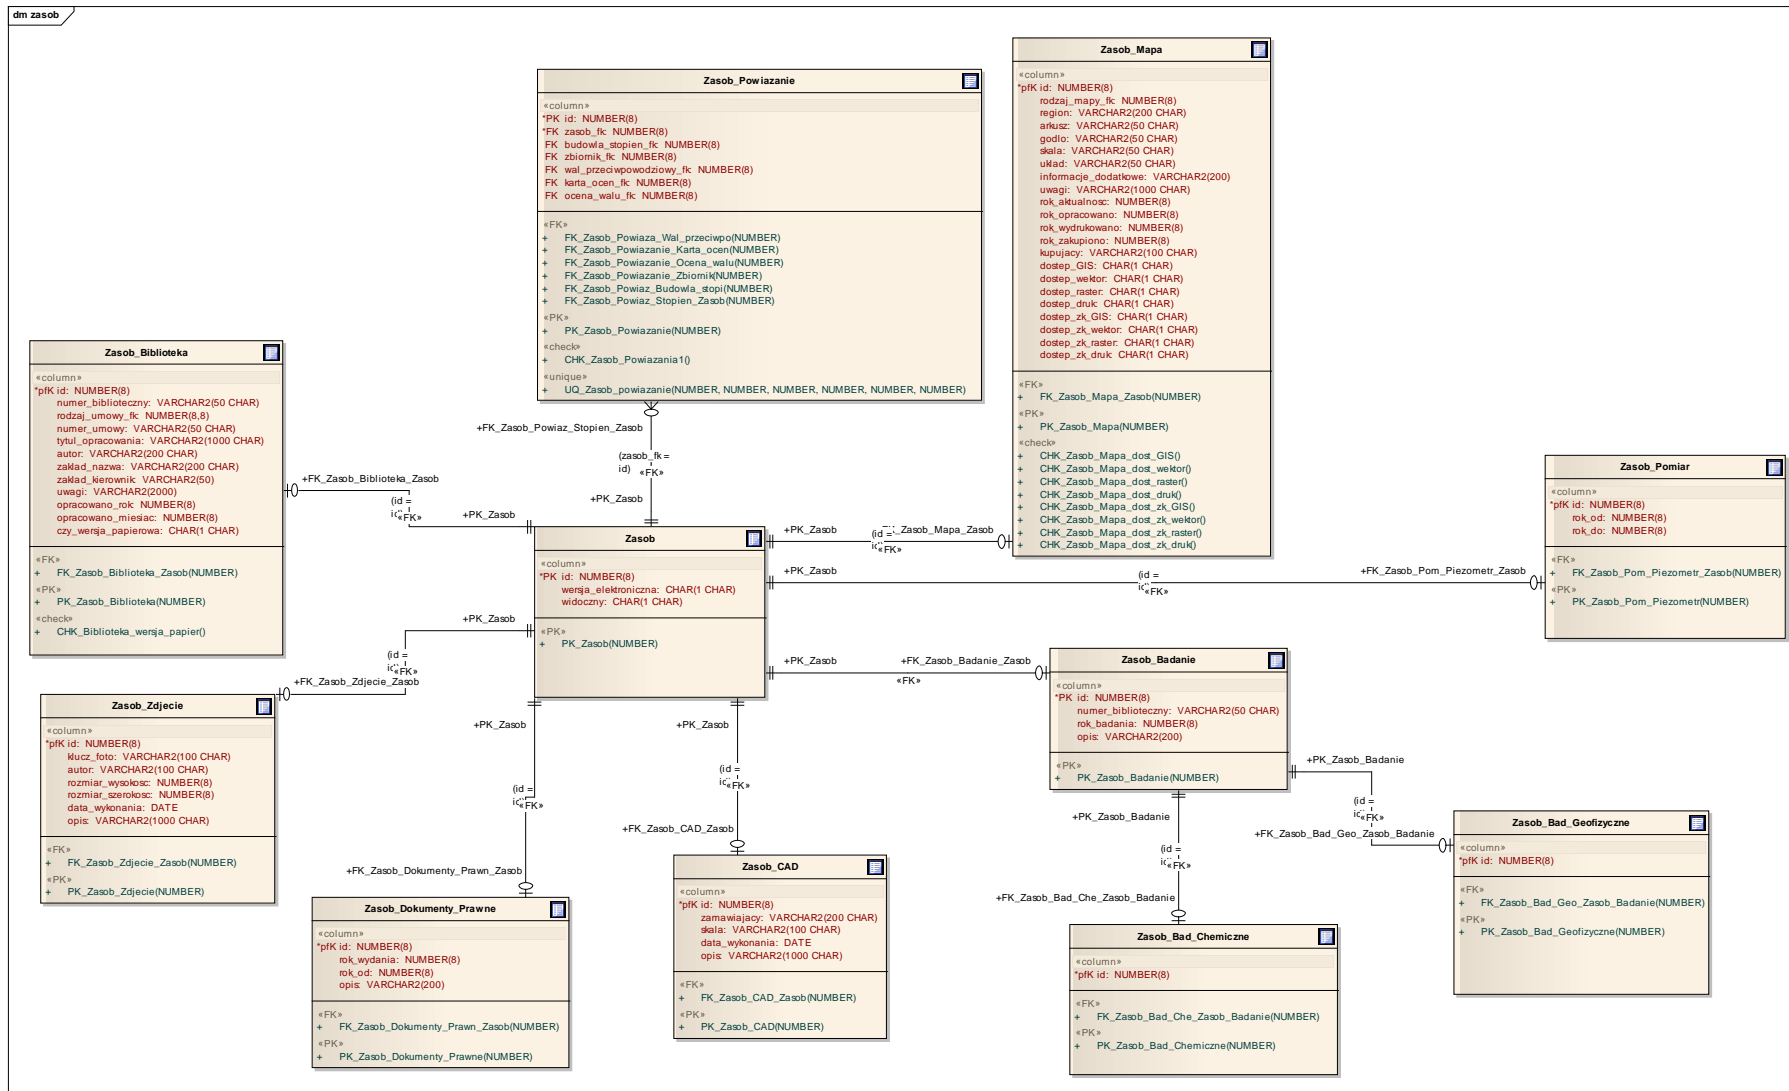 dm zasob
Zasob_Powiazanie
«column»
*PK id: NUMBER(8)
*FK zasob_fk: NUMBER(8)
FK budowla_stopien_fk: NUMBER(8)
FK zbiornik_fk: NUMBER(8)
FK wal_przeciwpowodziowy_fk: NUMBER(8)
FK karta_ocen_fk: NUMBER(8)
FK ocena_walu_fk: NUMBER(8)
«FK»
+ FK_Zasob_Powiaza_Wal_przeciwpo(NUMBER)
+ FK_Zasob_Powiazanie_Karta_ocen(NUMBER)
+ FK_Zasob_Powiazanie_Ocena_walu(NUMBER)
+ FK_Zasob_Powiazanie_Zbiornik(NUMBER)
+ FK_Zasob_Powiaz_Budowla_stopi(NUMBER)
+ FK_Zasob_Powiaz_Stopien_Zasob(NUMBER)
«PK»
+ PK_Zasob_Powiazanie(NUMBER)
«check»
+ CHK_Zasob_Powiazania1()
«unique»
+ UQ_Zasob_powiazanie(NUMBER, NUMBER, NUMBER, NUMBER, NUMBER, NUMBER)
Zasob_Mapa
«column»
*pfK id: NUMBER(8)
rodzaj_mapy_fk: NUMBER(8)
region: VARCHAR2(200 CHAR)
arkusz: VARCHAR2(50 CHAR)
godlo: VARCHAR2(50 CHAR)
skala: VARCHAR2(50 CHAR)
uklad: VARCHAR2(50 CHAR)
informacje_dodatkowe: VARCHAR2(200)
uwagi: VARCHAR2(1000 CHAR)
rok_aktualnosc: NUMBER(8)
rok_opracowano: NUMBER(8)
rok_wydrukowano: NUMBER(8)
rok_zakupiono: NUMBER(8)
kupujacy: VARCHAR2(100 CHAR)
dostep_GIS: CHAR(1 CHAR)
dostep_wektor: CHAR(1 CHAR)
dostep_raster: CHAR(1 CHAR)
dostep_druk: CHAR(1 CHAR)
dostep_zk_GIS: CHAR(1 CHAR)
dostep_zk_wektor: CHAR(1 CHAR)
dostep_zk_raster: CHAR(1 CHAR)
dostep_zk_druk: CHAR(1 CHAR)
«FK»
+ FK_Zasob_Mapa_Zasob(NUMBER)
«PK»
+ PK_Zasob_Mapa(NUMBER)
«check»
+ CHK_Zasob_Mapa_dost_GIS()
+ CHK_Zasob_Mapa_dost_wektor()
+ CHK_Zasob_Mapa_dost_raster()
+ CHK_Zasob_Mapa_dost_druk()
+ CHK_Zasob_Mapa_dost_zk_GIS()
+ CHK_Zasob_Mapa_dost_zk_wektor()
+ CHK_Zasob_Mapa_dost_zk_raster()
+ CHK_Zasob_Mapa_dost_zk_druk()
Zasob_Biblioteka
«column»
*pfK id: NUMBER(8)
numer_biblioteczny: VARCHAR2(50 CHAR)
rodzaj_umowy_fk: NUMBER(8,8)
numer_umowy: VARCHAR2(50 CHAR)
tytul_opracowania: VARCHAR2(1000 CHAR)
autor: VARCHAR2(200 CHAR)
zaklad_nazwa: VARCHAR2(200 CHAR)
zaklad_kierownik: VARCHAR2(50)
uwagi: VARCHAR2(2000)
opracowano_rok: NUMBER(8)
opracowano_miesiac: NUMBER(8)
czy_wersja_papierowa: CHAR(1 CHAR)
«FK»
+ FK_Zasob_Biblioteka_Zasob(NUMBER)
«PK»
+ PK_Zasob_Biblioteka(NUMBER)
«check»
+ CHK_Biblioteka_wersja_papier()
+FK_Zasob_Powiaz_Stopien_Zasob
(zasob_fk =
id)
«FK»
+PK_Zasob
+FK_Zasob_Biblioteka_Zasob
(id =
«FK»
+PK_Zasob
Zasob
«column»
*PK id: NUMBER(8)
wersja_elektroniczna: CHAR(1 CHAR)
widoczny: CHAR(1 CHAR)
«PK»
+ PK_Zasob(NUMBER)
+PK_Zasob
(id =
_Zasob_Mapa_Zasob
«FK»
+PK_Zasob
(id =
«FK»
+FK_Zasob_Pom_Piezometr_Zasob
Zasob_Pomiar
«column»
*pfK id: NUMBER(8)
rok_od: NUMBER(8)
rok_do: NUMBER(8)
«FK»
+ FK_Zasob_Pom_Piezometr_Zasob(NUMBER)
«PK»
+ PK_Zasob_Pom_Piezometr(NUMBER)
+PK_Zasob
(id =
«FK»
+FK_Zasob_Zdjecie_Zasob
Zasob_Zdjecie
«column»
*pfK id: NUMBER(8)
klucz_foto: VARCHAR2(100 CHAR)
autor: VARCHAR2(100 CHAR)
rozmiar_wysokosc: NUMBER(8)
rozmiar_szerokosc: NUMBER(8)
data_wykonania: DATE
opis: VARCHAR2(1000 CHAR)
«FK»
+ FK_Zasob_Zdjecie_Zasob(NUMBER)
«PK»
+ PK_Zasob_Zdjecie(NUMBER)
+PK_Zasob
+FK_Zasob_Badanie_Zasob
«FK»
Zasob_Badanie
«column»
*PK id: NUMBER(8)
numer_biblioteczny: VARCHAR2(50 CHAR)
rok_badania: NUMBER(8)
opis: VARCHAR2(200)
«PK»
+ PK_Zasob_Badanie(NUMBER)
+PK_Zasob
(id =
«FK»
+FK_Zasob_Dokumenty_Prawn_Zasob
Zasob_Dokumenty_Prawne
«column»
*pfK id: NUMBER(8)
rok_wydania: NUMBER(8)
rok_od: NUMBER(8)
opis: VARCHAR2(200)
«FK»
+ FK_Zasob_Dokumenty_Prawn_Zasob(NUMBER)
«PK»
+ PK_Zasob_Dokumenty_Prawne(NUMBER)
+PK_Zasob
(id =
«FK»
+FK_Zasob_CAD_Zasob
Zasob_CAD
«column»
*pfK id: NUMBER(8)
zamawiajacy: VARCHAR2(200 CHAR)
skala: VARCHAR2(100 CHAR)
data_wykonania: DATE
opis: VARCHAR2(1000 CHAR)
«FK»
+ FK_Zasob_CAD_Zasob(NUMBER)
«PK»
+ PK_Zasob_CAD(NUMBER)
+PK_Zasob_Badanie
(id =
«FK»
+FK_Zasob_Bad_Che_Zasob_Badanie
Zasob_Bad_Chemiczne
«column»
*pfK id: NUMBER(8)
«FK»
+ FK_Zasob_Bad_Che_Zasob_Badanie(NUMBER)
«PK»
+ PK_Zasob_Bad_Chemiczne(NUMBER)
+PK_Zasob_Badanie
(id =
«FK»
+FK_Zasob_Bad_Geo_Zasob_Badanie
Zasob_Bad_Geofizyczne
«column»
*pfK id: NUMBER(8)
«FK»
+ FK_Zasob_Bad_Geo_Zasob_Badanie(NUMBER)
«PK»
+ PK_Zasob_Bad_Geofizyczne(NUMBER)